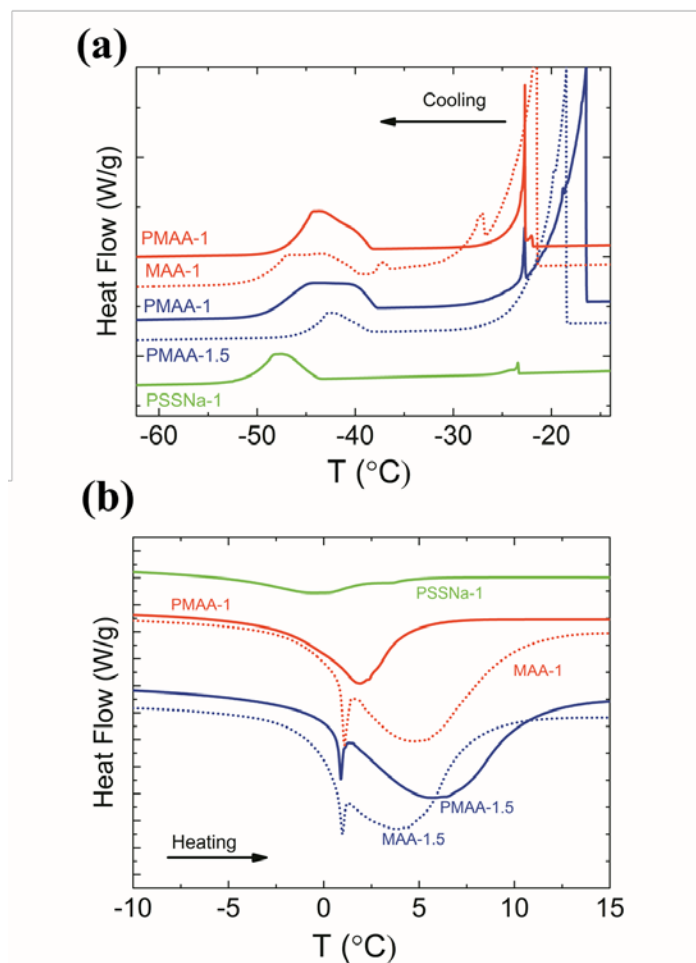 (a)
Cooling
Heat Flow (W/g)
PMAA-1
MAA-1
PMAA-1
PMAA-1.5
PSSNa-1
-60 -50 -40 -30 -20
T (°C)
(b)
PSSNa-1
PMAA-1
MAA-1
Heat Flow (W/g)
PMAA-1.5
MAA-1.5
Heating
-10 -5 0 5 10 15
T (°C)